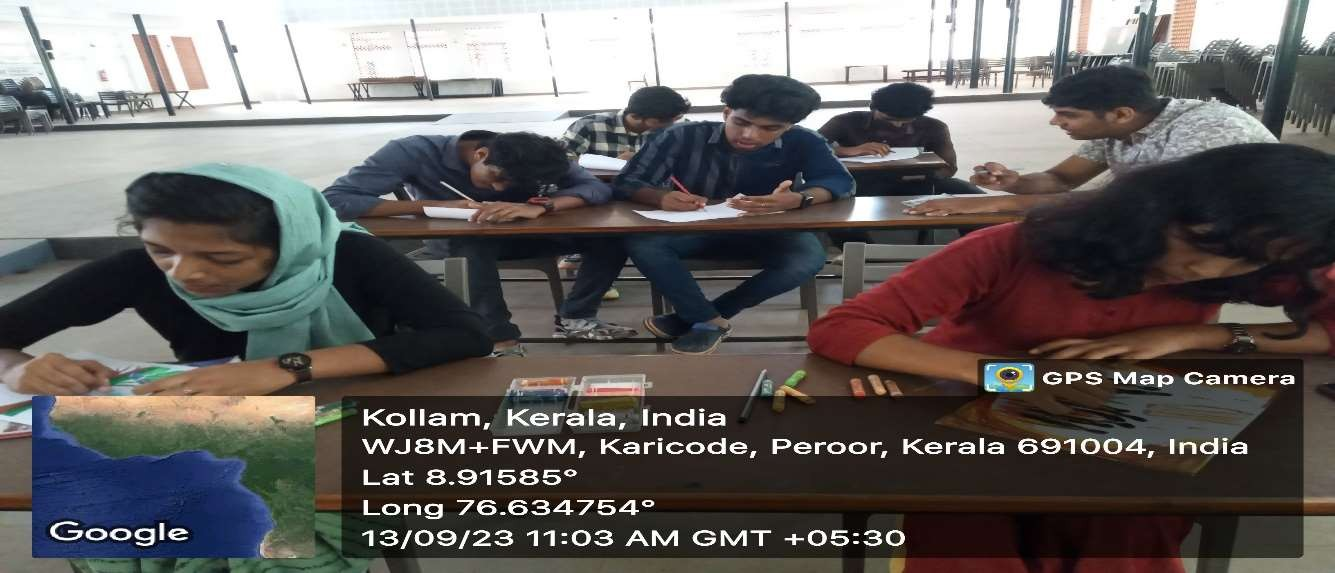 GPS Map Camera
Kollam, Kerala, India
WJ8M+FWM, Karicode, Peroor, Kerala 691004, India
Lat 8.91585°
Long 76.634754°
13/09/23 11:03 AM GMT +05:30
Google